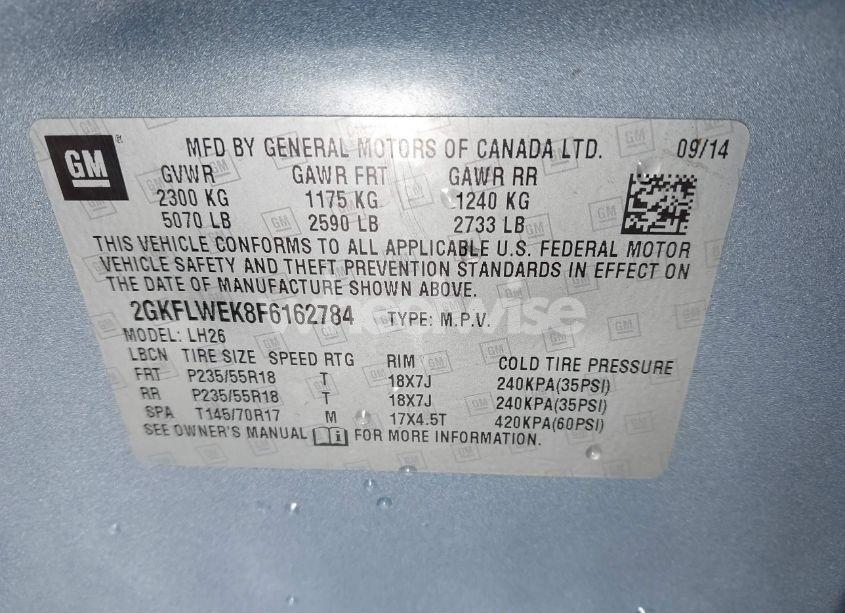 GM
MFD BY GENERAL MOTORS OF CANADA LTD. 09/14
GVWR GAWR FRT GAWR RR
2300 KG 1175 KG 1240 KG
5070 LB 2590 LB 2733 LB
THIS VEHICLE CONFORMS TO ALL APPLICABLE U.S. FEDERAL MOTOR
VEHICLE SAFETY AND THEFT PREVENTION STANDARDS IN EFFECT ON
THE DATE OF MANUFACTURE SHOWN ABOVE.
2GKFLWEK8F6162784 TYPE: M.P.V.
MODEL: LH26
LBCN TIRE SIZE SPEED RTG RIM COLD TIRE PRESSURE
FRT P235/55R18 T 18X7J 240KPA(35PSI)
RR P235/55R18 T 18X7J 240KPA(35PSI)
SPA T145/70R17 M 17X4.5T 420KPA(60PSI)
SEE OWNER'S MANUAL FOR MORE INFORMATION.